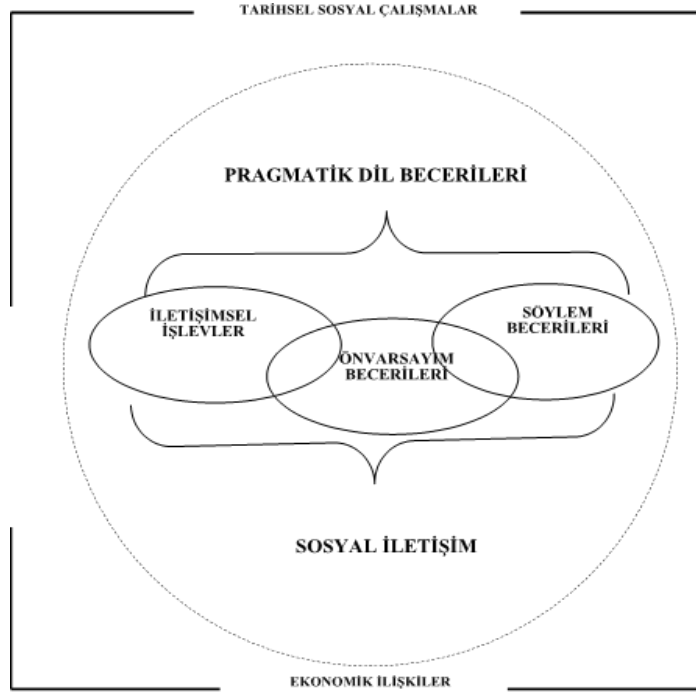 TARİHSEL SOSYAL ÇALIŞMALAR
PRAGMATİK DİL BECERİLERİ
İLETİŞİMSEL
İŞLEVLER
ÖNVARSAYIM
BECERİLERİ
SÖYLEM
BECERİLERİ
SOSYAL İLETİŞİM
EKONOMİK İLİŞKİLER